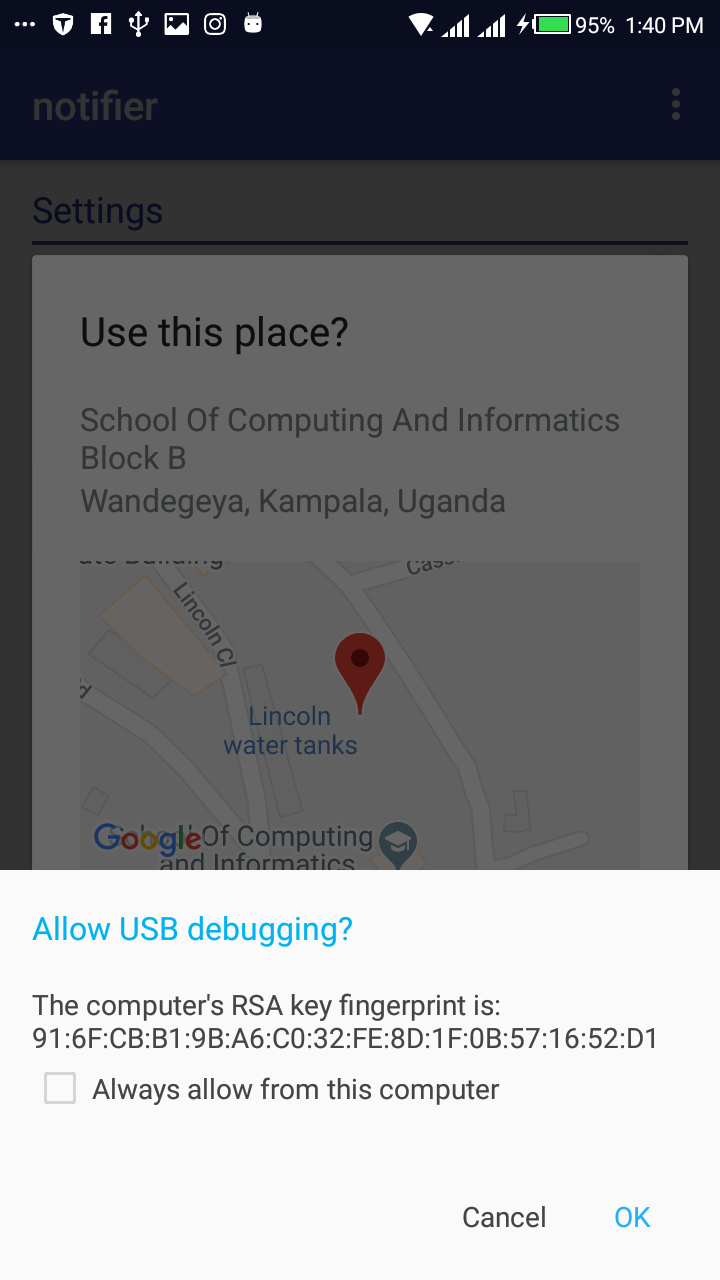 95% 1:40 PM
notifier
Settings
Use this place?
School Of Computing And Informatics
Block B
Wandegeya, Kampala, Uganda
Lincoln Cl
Lincoln
water tanks
Google
School Of Computing
and Informatics
Allow USB debugging?
The computer's RSA key fingerprint is:
91:6F:CB:B1:9B:A6:C0:32:FE:8D:1F:0B:57:16:52:D1
Always allow from this computer
Cancel OK